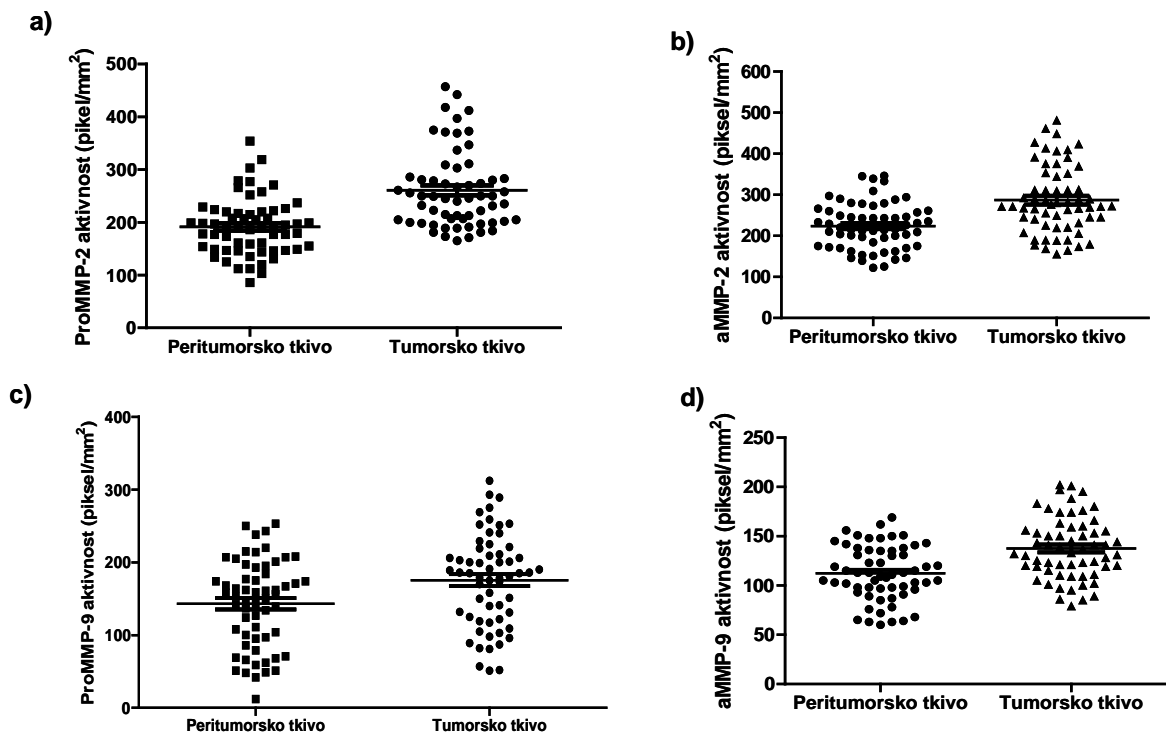 a)
ProMMP-2 aktivnost (pikel/mm²)
500
400
300
200
100
0
Peritumorsko tkivo
Tumorsko tkivo
b)
aMMP-2 aktivnost (piksel/mm²)
600
500
400
300
200
100
0
Peritumorsko tkivo
Tumorsko tkivo
c)
ProMMP-9 aktivnost (piksel/mm²)
400
300
200
100
0
Peritumorsko tkivo
Tumorsko tkivo
d)
aMMP-9 aktivnost (piksel/mm²)
250
200
150
100
50
0
Peritumorsko tkivo
Tumorsko tkivo